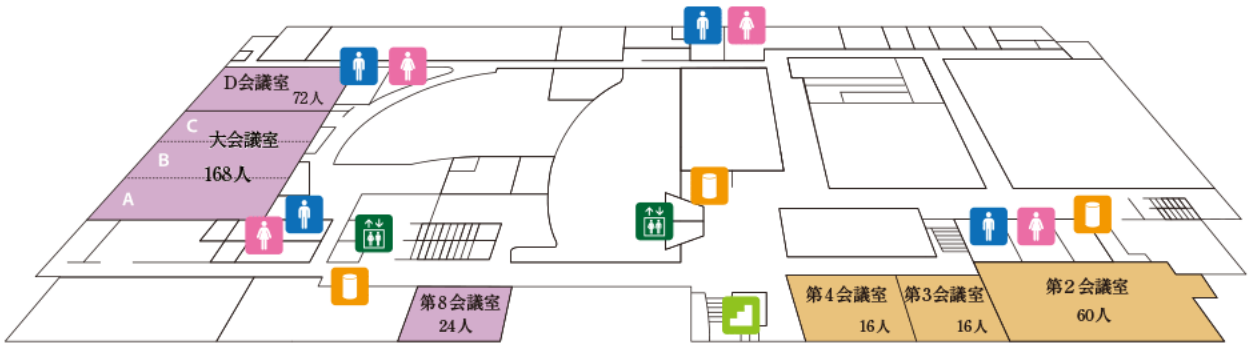 D会議室
72人
C
大会議室
B
168人
A
第8会議室
24人
第4会議室
16人
第3会議室
16人
第2会議室
60人